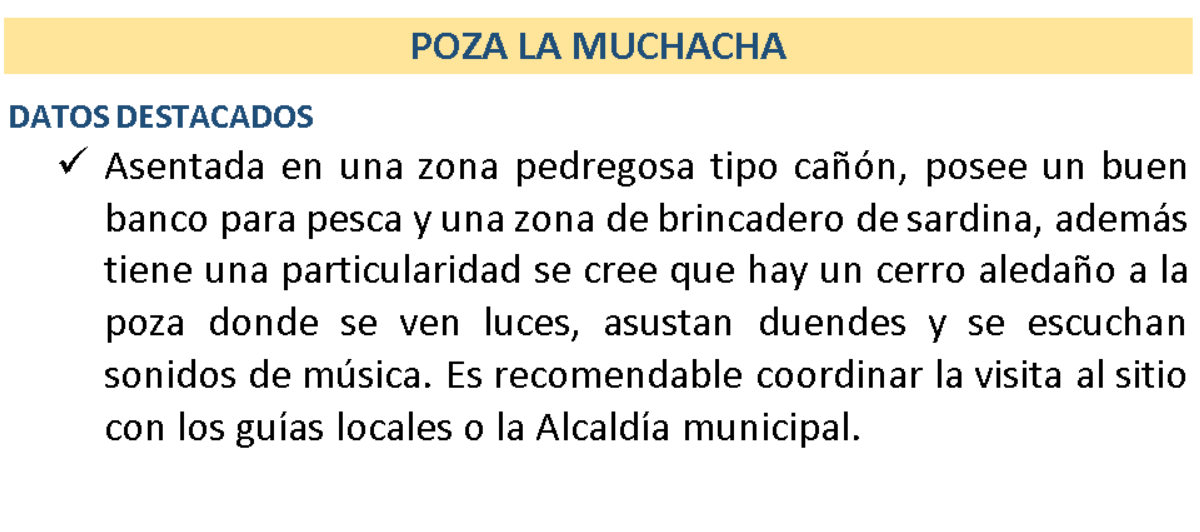 POZA LA MUCHACHA
DATOS DESTACADOS
✓ Asentada en una zona pedregosa tipo cañón, posee un buen
banco para pesca y una zona de brincadero de sardina, además
tiene una particularidad se cree que hay un cerro aledaño a la
poza donde se ven luces, asustan duendes y se escuchan
sonidos de música. Es recomendable coordinar la visita al sitio
con los guías locales o la Alcaldía municipal.